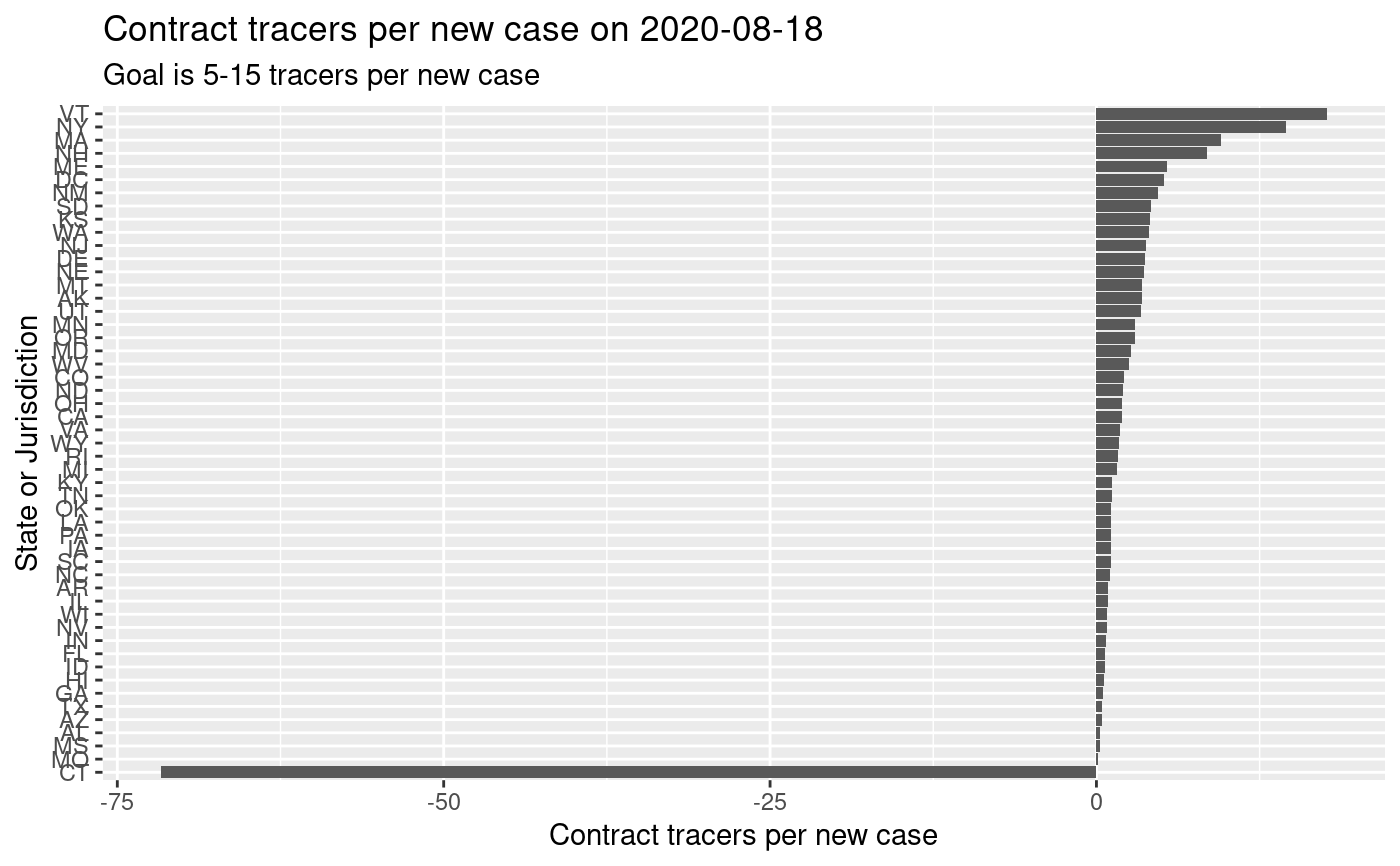 Contract tracers per new case on 2020-08-18
Goal is 5-15 tracers per new case
VT
NY
MA
NH
ME
DC
NM
SD
KS
WA
NJ
DE
NE
MT
AK
UT
MN
OR
MD
WV
CO
ND
OH
CA
VA
WY
RI
MI
KY
TN
OK
LA
PA
IA
SC
NC
AR
IL
WI
NV
IN
FL
ID
HI
GA
TX
AZ
AL
MS
MO
CT
State or Jurisdiction
-75
-50
-25
0
Contract tracers per new case